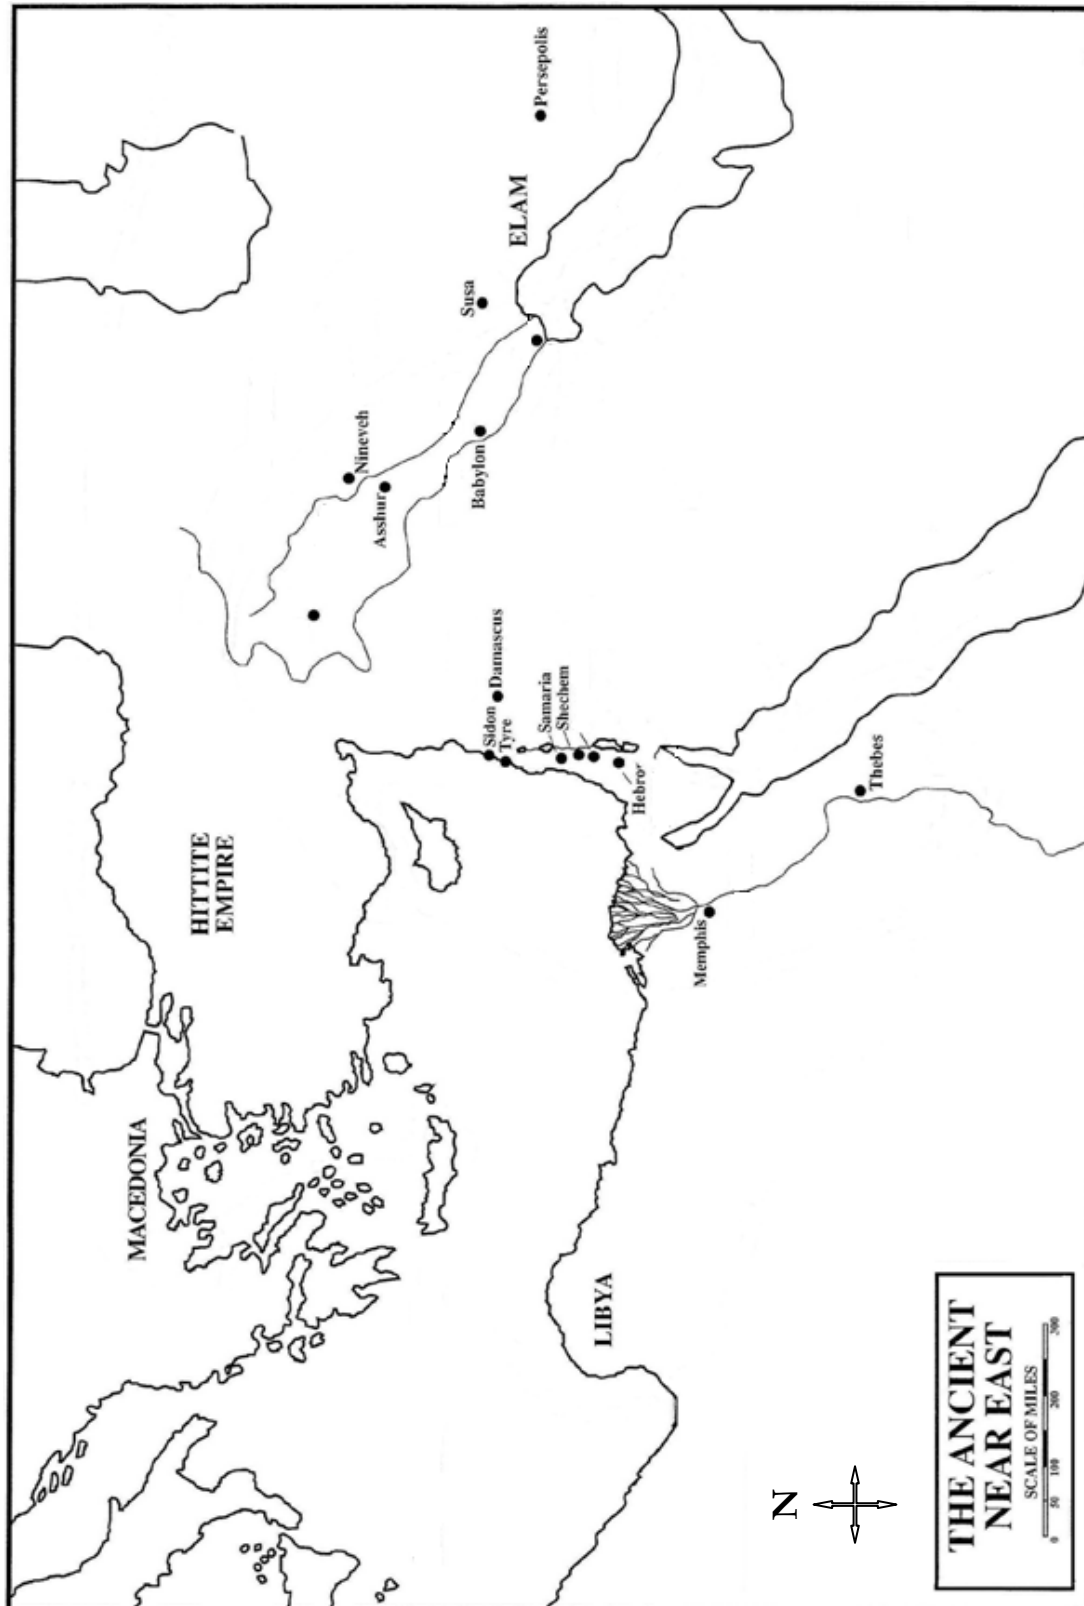 MACEDONIA
HITTITE
EMPIRE
Nineveh
Asshur
Babylon
Susa
ELAM
Persepolis
Sidon
Tyre
Damascus
Samaria
Shechem
LIBYA
Memphis
Thebes
N
THE ANCIENT
NEAR EAST
SCALE OF MILES
0 50 100 200 300